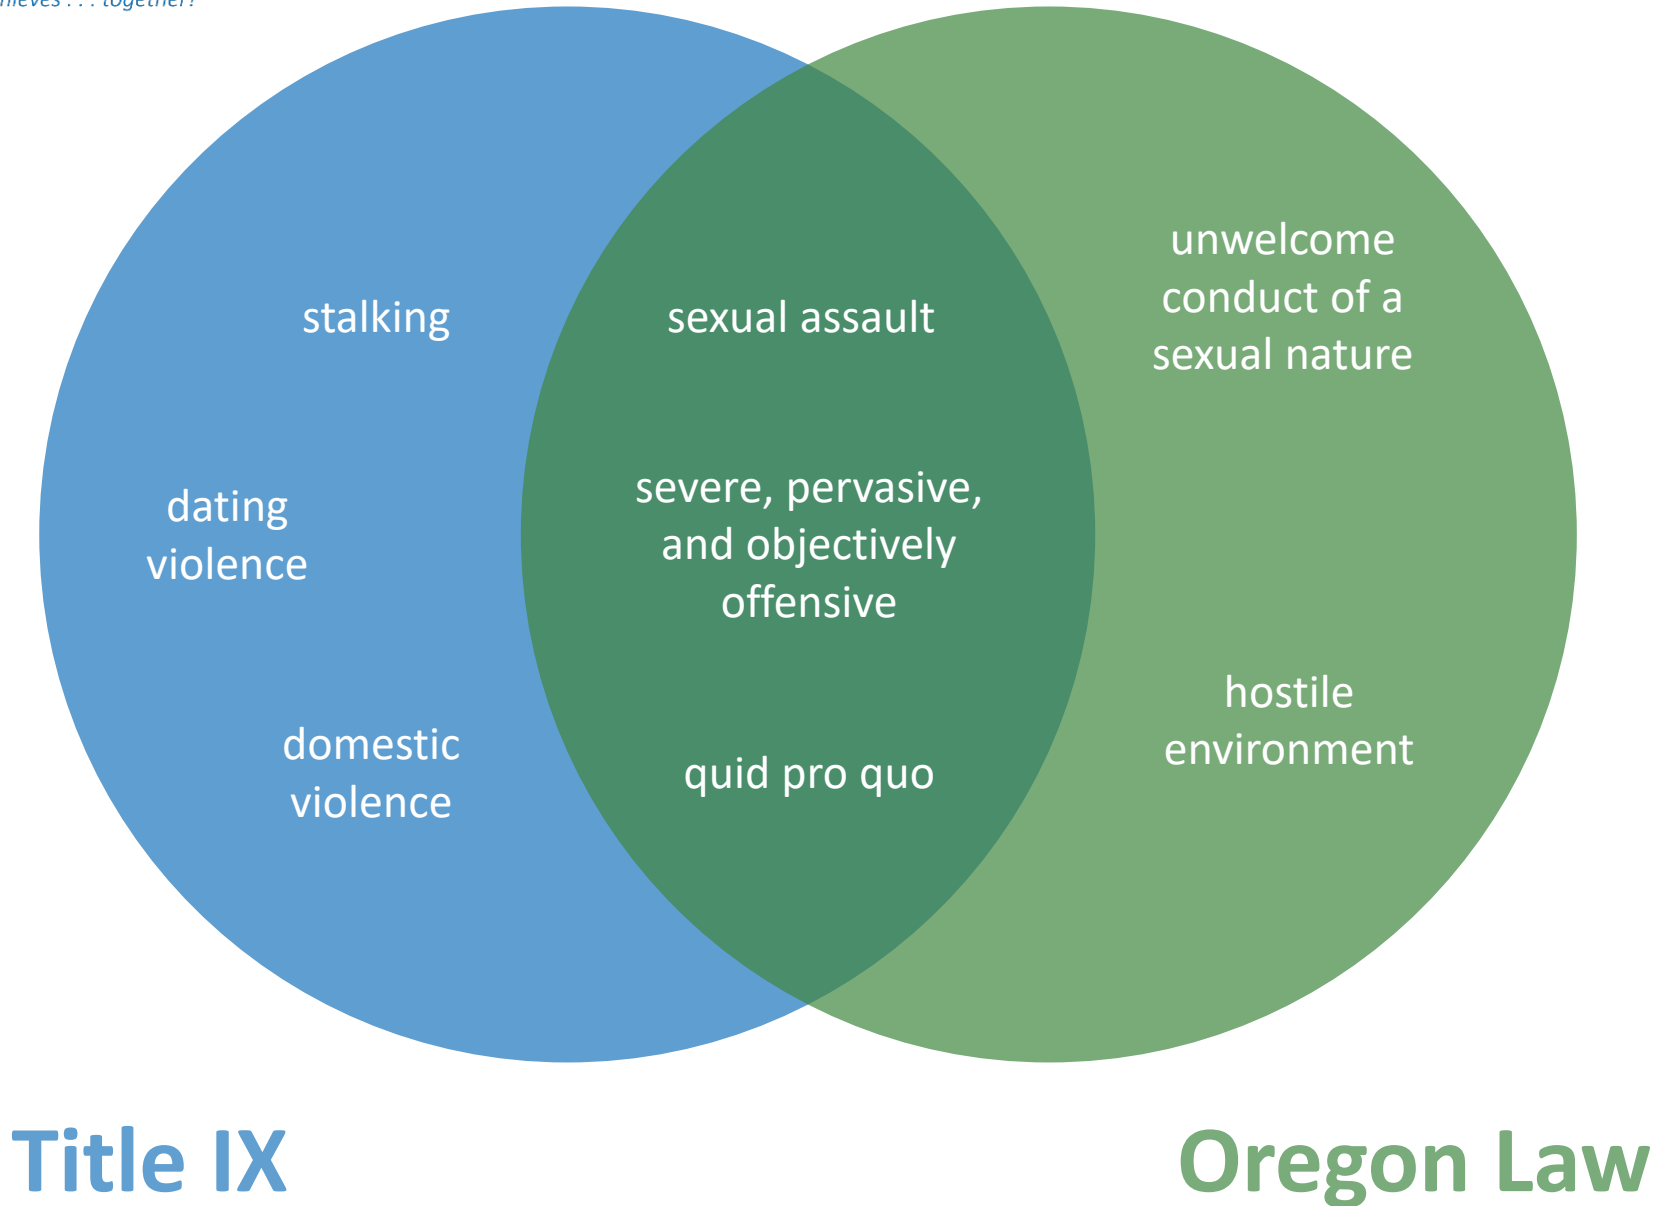 together!
stalking
dating
violence
domestic
violence
sexual assault
severe, pervasive,
and objectively
offensive
quid pro quo
unwelcome
conduct of a
sexual nature
hostile
environment
Title IX
Oregon Law